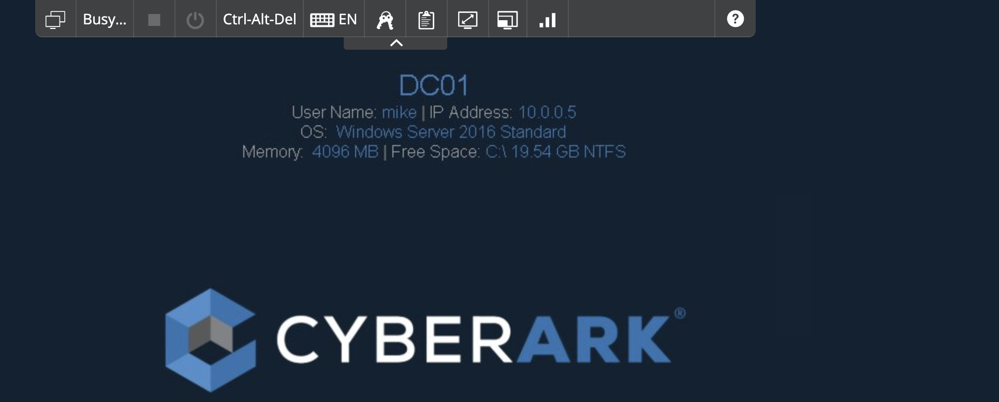 Busy... Ctrl-Alt-Del EN ?
DC01
User Name: mike | IP Address: 10.0.0.5
OS: Windows Server 2016 Standard
Memory: 4096 MB | Free Space: C:\ 19.54 GB NTFS
CYBERARK®